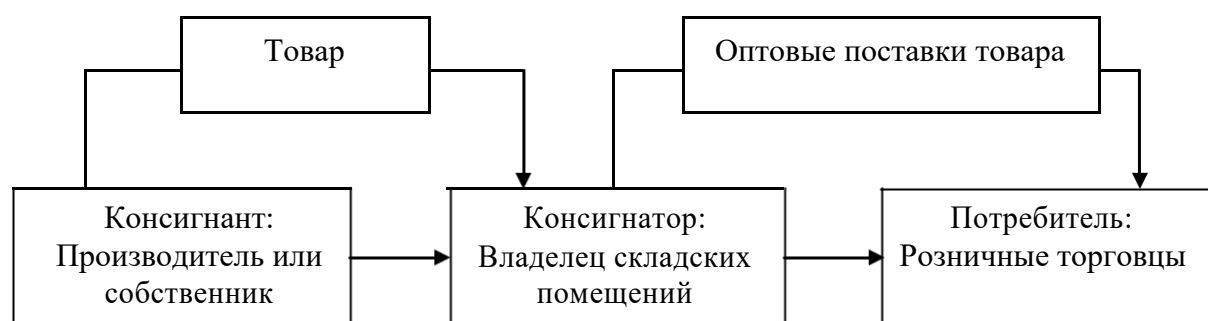 Товар
Оптовые поставки товара
Консигнант:
Производитель или
собственник
Консигнатор:
Владелец складских
помещений
Потребитель:
Розничные торговцы